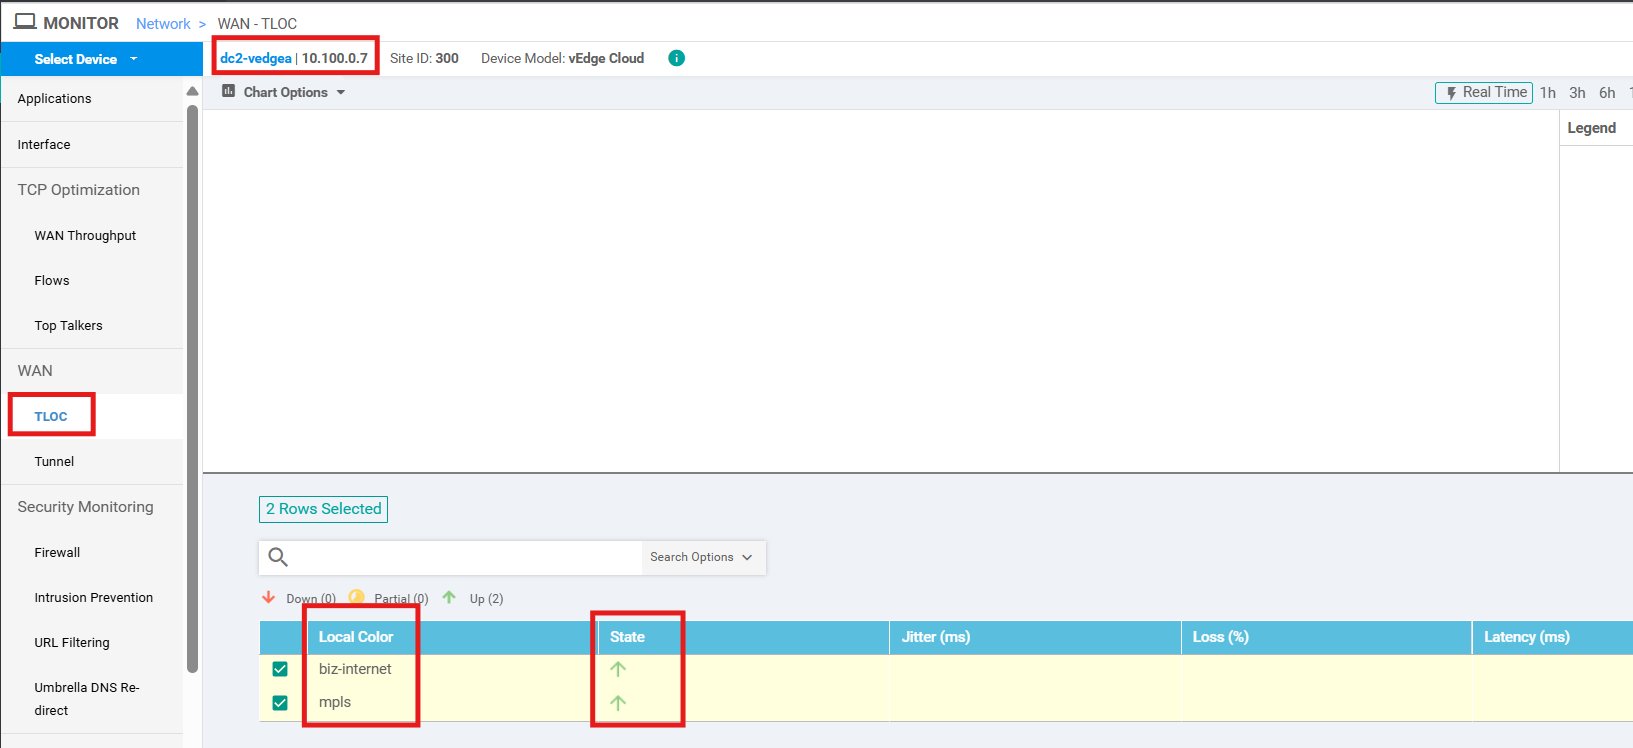 MONITOR Network > WAN - TLOC
Select Device
dc2-vedgea | 10.100.0.7 Site ID: 300 Device Model: vEdge Cloud i
Applications
Interface
TCP Optimization
WAN Throughput
Flows
Top Talkers
WAN
TLOC
Tunnel
Security Monitoring
Firewall
Intrusion Prevention
URL Filtering
Umbrella DNS Re-
direct
Chart Options
Real Time 1h 3h 6h 1
Legend
2 Rows Selected
Search Options
Down (0) Partial (0) Up (2)
Local Color State Jitter (ms) Loss (%) Latency (ms)
biz-internet
mpls